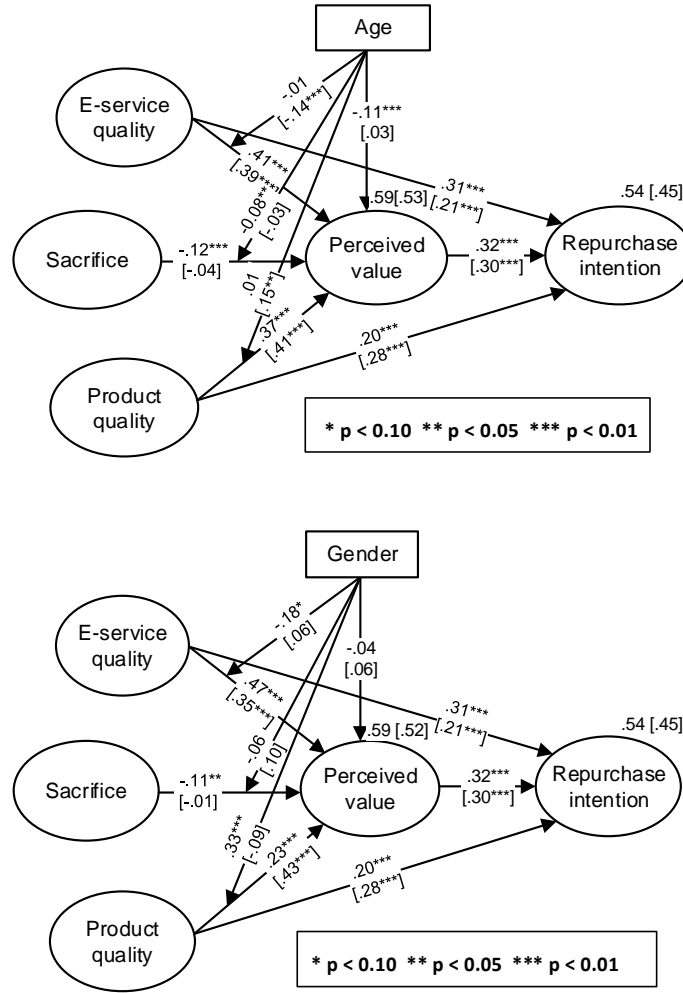 Age
-.01
[-.14***]
-.11***
[.03]
E-service
quality
.41***
[.39***]
-0.08**
[-.03]
.31***
[.21***]
.59[.53]
.54 [.45]
Sacrifice
-.12***
[-.04]
Perceived
value
.32***
[.30***]
Repurchase
intention
.01
[.15**]
.37***
[.41***]
.20***
[.28***]
Product
quality
* p < 0.10 ** p < 0.05 *** p < 0.01
Gender
-.18*
[.06]
-.04
[.06]
E-service
quality
.47***
[.35***]
-.06
[.10]
.31***
[.21***]
.59 [.52]
.54 [.45]
Sacrifice
-.11**
[-.01]
Perceived
value
.32***
[.30***]
Repurchase
intention
.33***
[-.09]
.23***
[.43***]
.20***
[.28***]
Product
quality
* p < 0.10 ** p < 0.05 *** p < 0.01